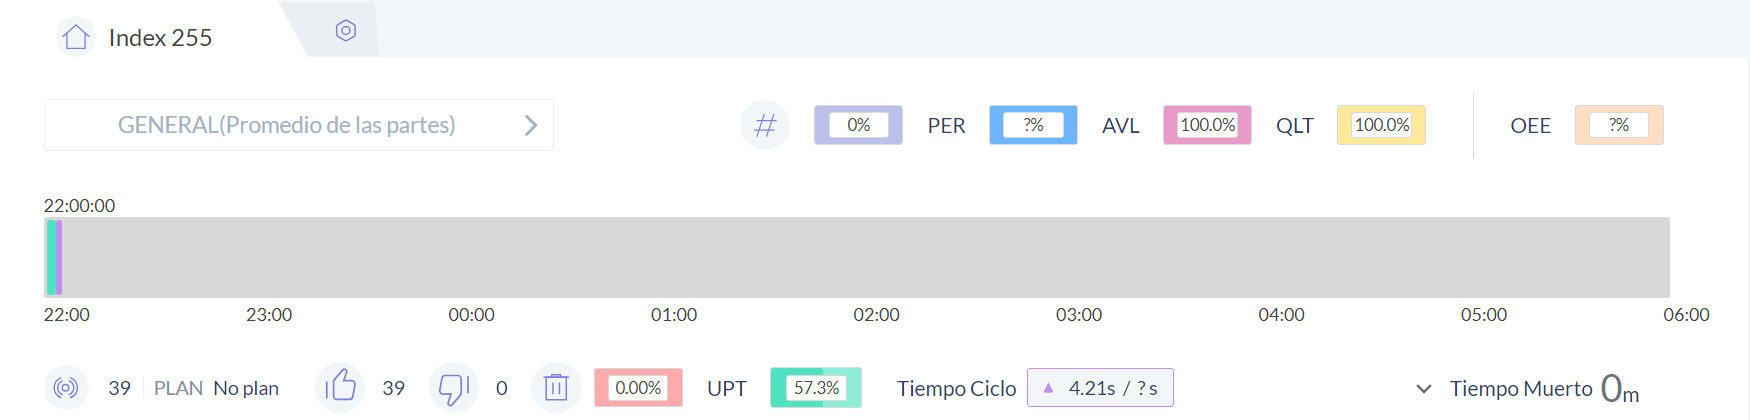 Index 255
GENERAL(Promedio de las partes)
# 0% PER ?% AVL 100.0% QLT 100.0% OEE ?%
22:00:00
22:00 23:00 00:00 01:00 02:00 03:00 04:00 05:00 06:00
39 PLAN No plan 39 0 0.00% UPT 57.3% Tiempo Ciclo ▲ 4.21s / ? s Tiempo Muerto 0m